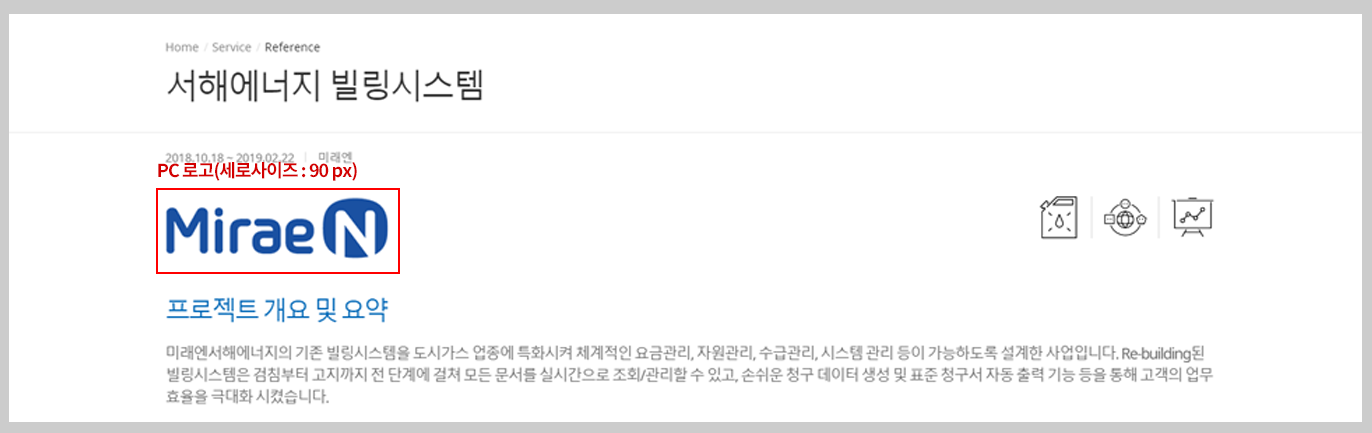 Home / Service / Reference
서해에너지 빌링시스템
2018.10.18 ~ 2019.02.22 | 미래엔
PC 로고(세로사이즈 : 90 px)
Mirae N
프로젝트 개요 및 요약
미래엔서해에너지의 기존 빌링시스템을 도시가스 업종에 특화시켜 체계적인 요금관리, 자원관리, 수급관리, 시스템 관리 등이 가능하도록 설계한 사업입니다. Re-building된
빌링시스템은 검침부터 고지까지 전 단계에 걸쳐 모든 문서를 실시간으로 조회/관리할 수 있고, 손쉬운 청구 데이터 생성 및 표준 청구서 자동 출력 기능 등을 통해 고객의 업무
효율을 극대화 시켰습니다.